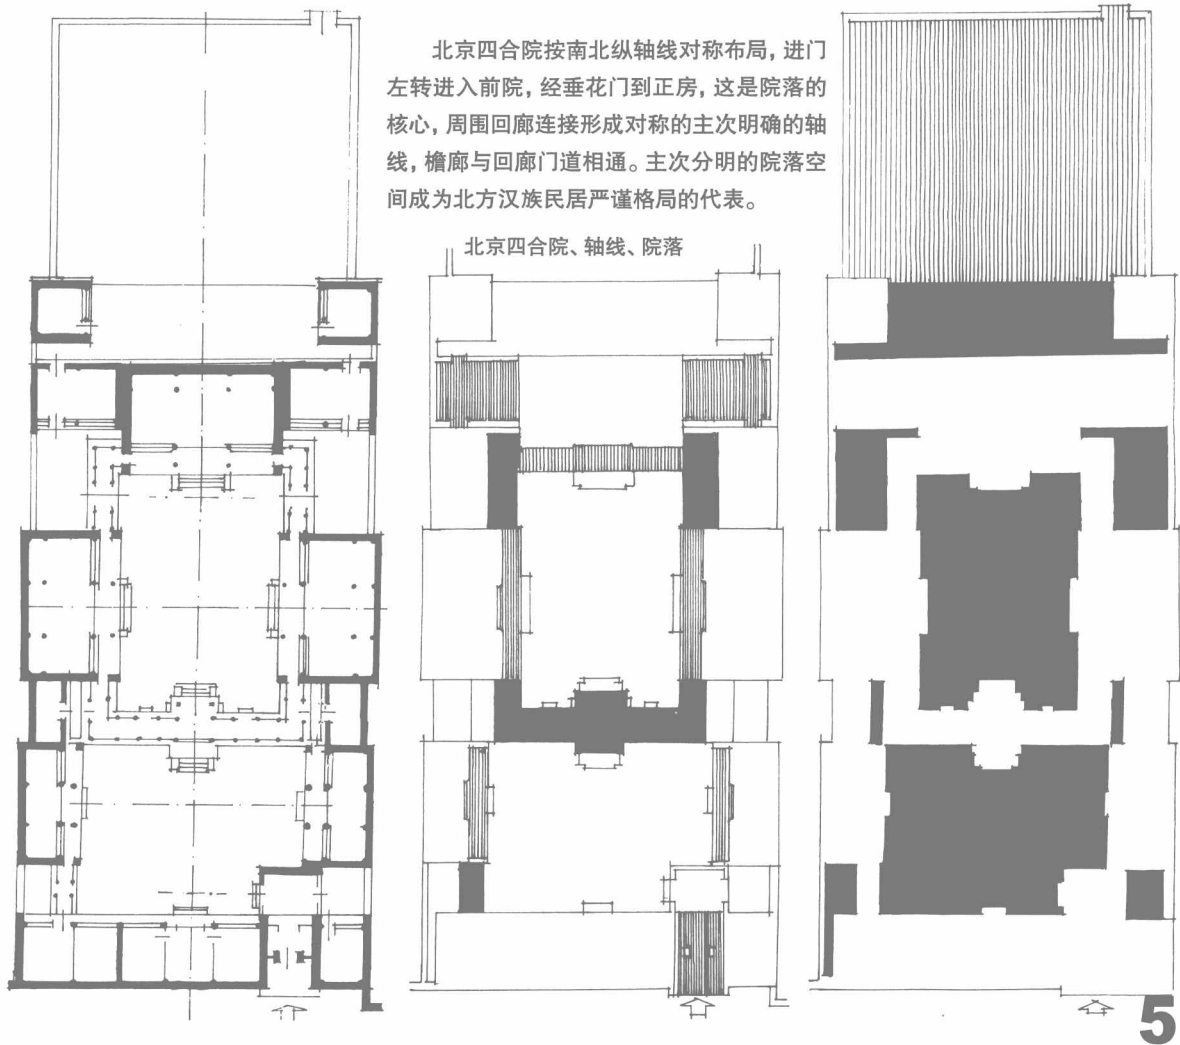 北京四合院按南北纵轴线对称布局，进门
左转进入前院，经垂花门到正房，这是院落的
核心，周围回廊连接形成对称的主次明确的轴
线，檐廊与回廊门道相通。主次分明的院落空
间成为北方汉族民居严谨格局的代表。
北京四合院、轴线、院落
5